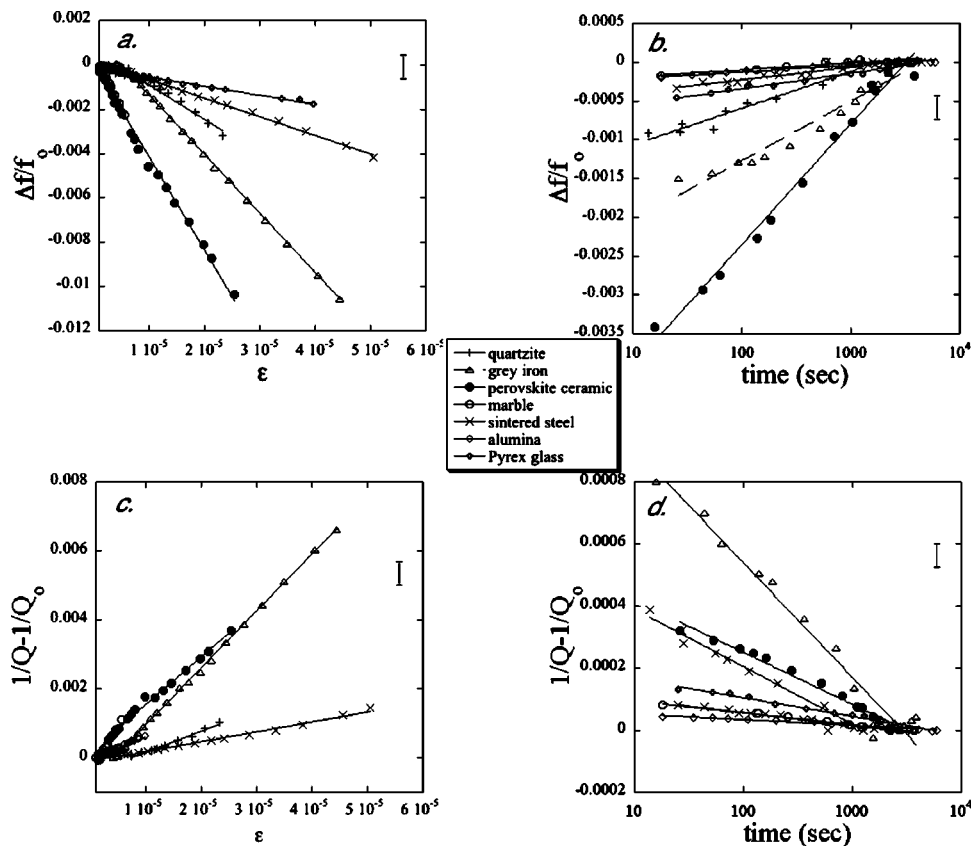 a.
0.002
0
-0.002
-0.004
-0.006
-0.008
-0.01
-0.012
Δf/f₀
1 10⁻⁵ 2 10⁻⁵ 3 10⁻⁵ 4 10⁻⁵ 5 10⁻⁵ 6 10⁻⁵
ε
b.
0.0005
0
-0.0005
-0.001
-0.0015
-0.002
-0.0025
-0.003
-0.0035
Δf/f₀
10 100 1000 10⁴
time (sec)
quartzite
grey iron
perovskite ceramic
marble
sintered steel
alumina
Pyrex glass
c.
0.008
0.006
0.004
0.002
0
1/Q-1/Q₀
1 10⁻⁵ 2 10⁻⁵ 3 10⁻⁵ 4 10⁻⁵ 5 10⁻⁵ 6 10⁻⁵
ε
d.
0.0008
0.0006
0.0004
0.0002
0
-0.0002
1/Q-1/Q₀
10 100 1000 10⁴
time (sec)